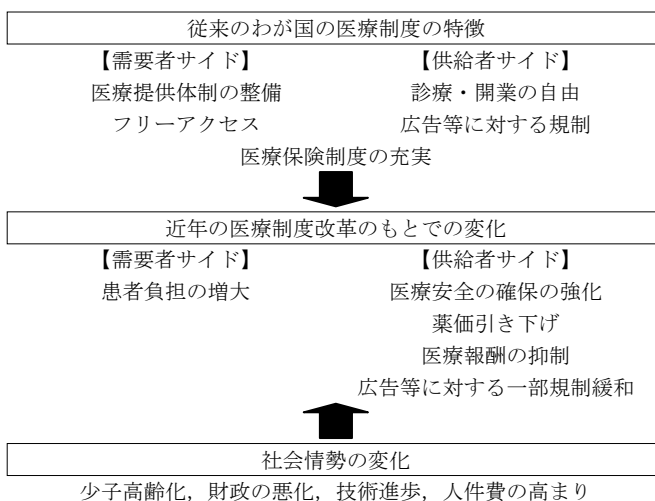 従来のわが国の医療制度の特徴
【需要者サイド】 【供給者サイド】
医療提供体制の整備 診療・開業の自由
フリーアクセス 広告等に対する規制
医療保険制度の充実
近年の医療制度改革のもとでの変化
【需要者サイド】 【供給者サイド】
患者負担の増大 医療安全の確保の強化
薬価引き下げ
医療報酬の抑制
広告等に対する一部規制緩和
社会情勢の変化
少子高齢化，財政の悪化，技術進歩，人件費の高まり